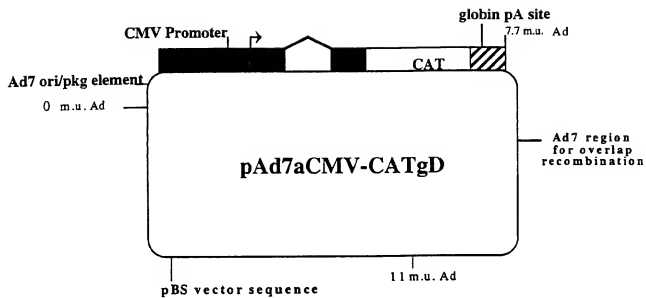 globin pA site
CMV Promoter
7.7 m.u. Ad
CAT
Ad7 ori/pkg element
0 m.u. Ad
Ad7 region
for overlap
recombination
pAd7aCMV-CATgD
11 m.u. Ad
pBS vector sequence